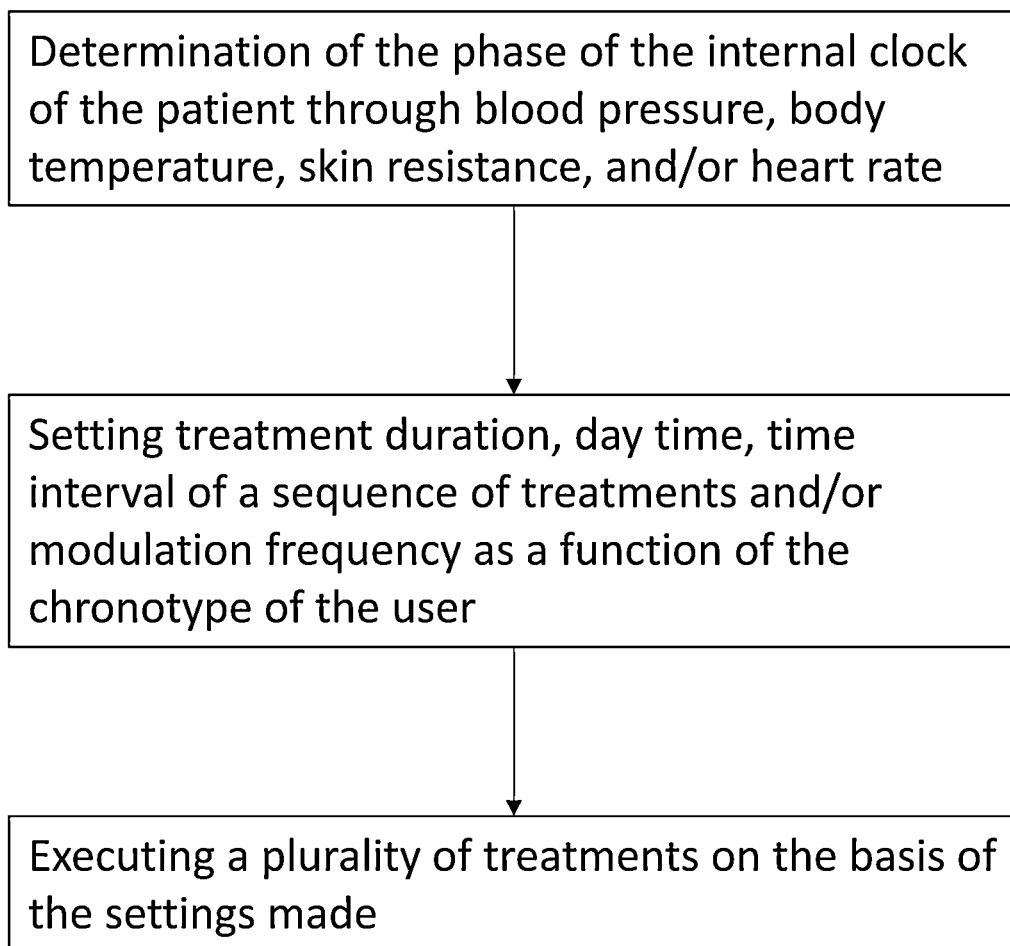 Determination of the phase of the internal clock
of the patient through blood pressure, body
temperature, skin resistance, and/or heart rate
Setting treatment duration, day time, time
interval of a sequence of treatments and/or
modulation frequency as a function of the
chronotype of the user
Executing a plurality of treatments on the basis of
the settings made